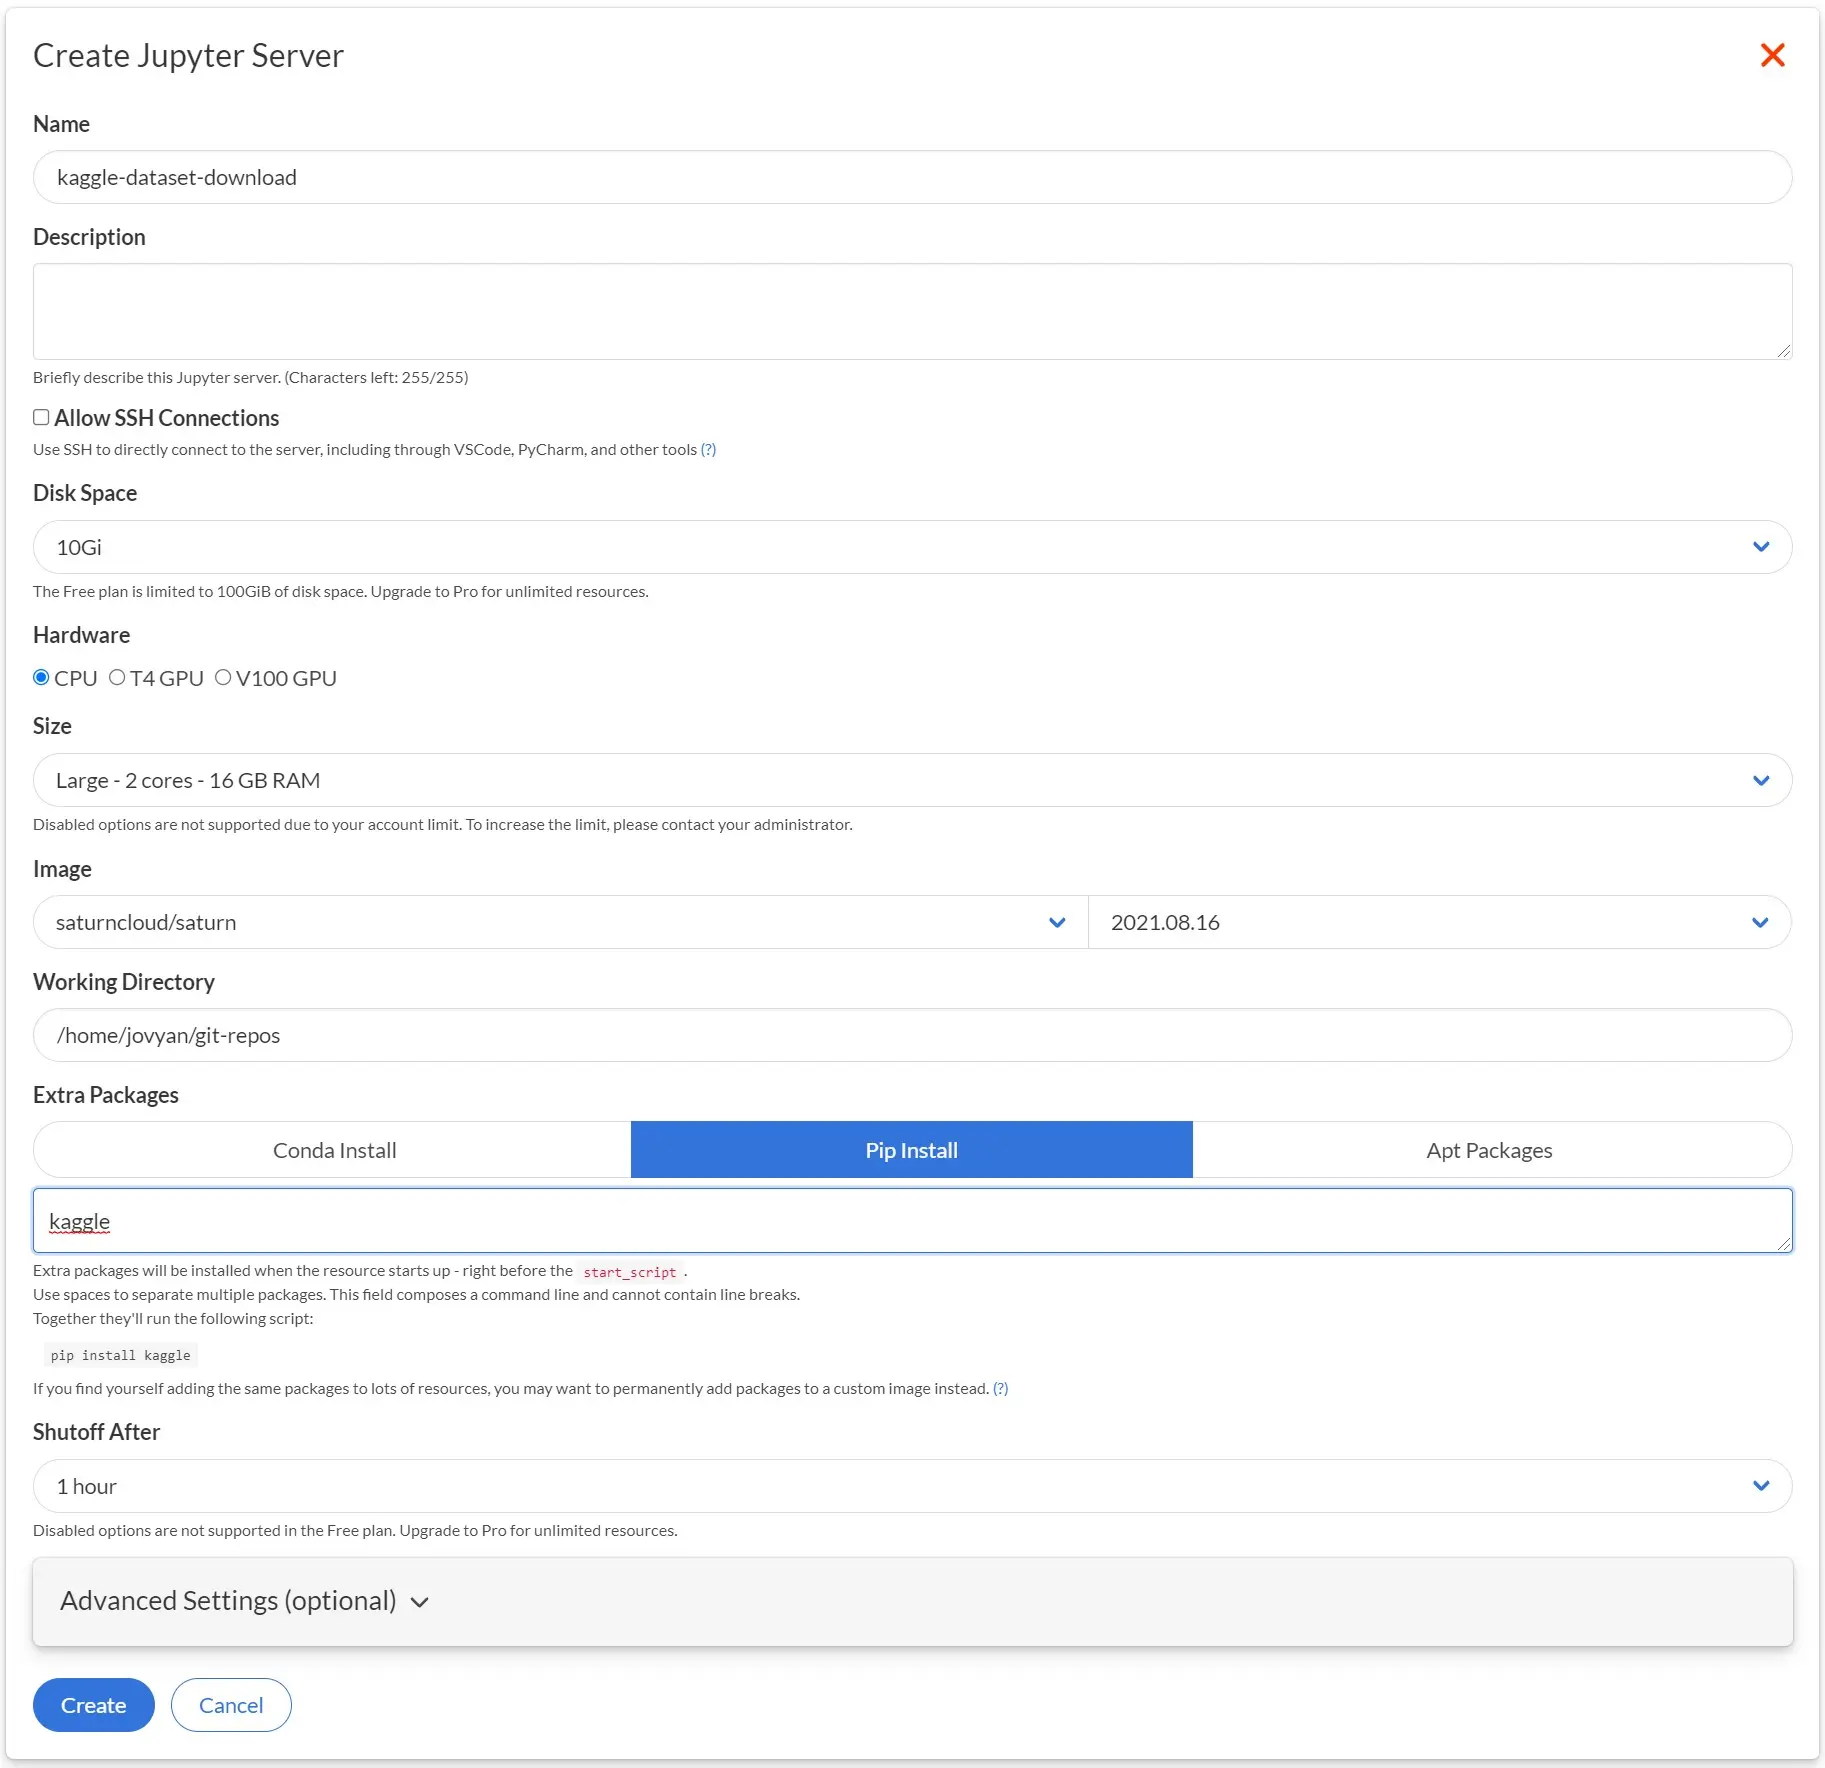 Create Jupyter Server
Name
kaggle-dataset-download
Description
Briefly describe this Jupyter server. (Characters left: 255/255)
Allow SSH Connections
Use SSH to directly connect to the server, including through VSCode, PyCharm, and other tools (?)
Disk Space
10Gi
The Free plan is limited to 100GiB of disk space. Upgrade to Pro for unlimited resources.
Hardware
CPU T4 GPU V100 GPU
Size
Large - 2 cores - 16 GB RAM
Disabled options are not supported due to your account limit. To increase the limit, please contact your administrator.
Image
saturncloud/saturn 2021.08.16
Working Directory
/home/jovyan/git-repos
Extra Packages
Conda Install Pip Install Apt Packages
kaggle
Extra packages will be installed when the resource starts up - right before the start_script.
Use spaces to separate multiple packages. This field composes a command line and cannot contain line breaks.
Together they'll run the following script:
pip install kaggle
If you find yourself adding the same packages to lots of resources, you may want to permanently add packages to a custom image instead. (?)
Shutoff After
1 hour
Disabled options are not supported in the Free plan. Upgrade to Pro for unlimited resources.
Advanced Settings (optional)
Create Cancel